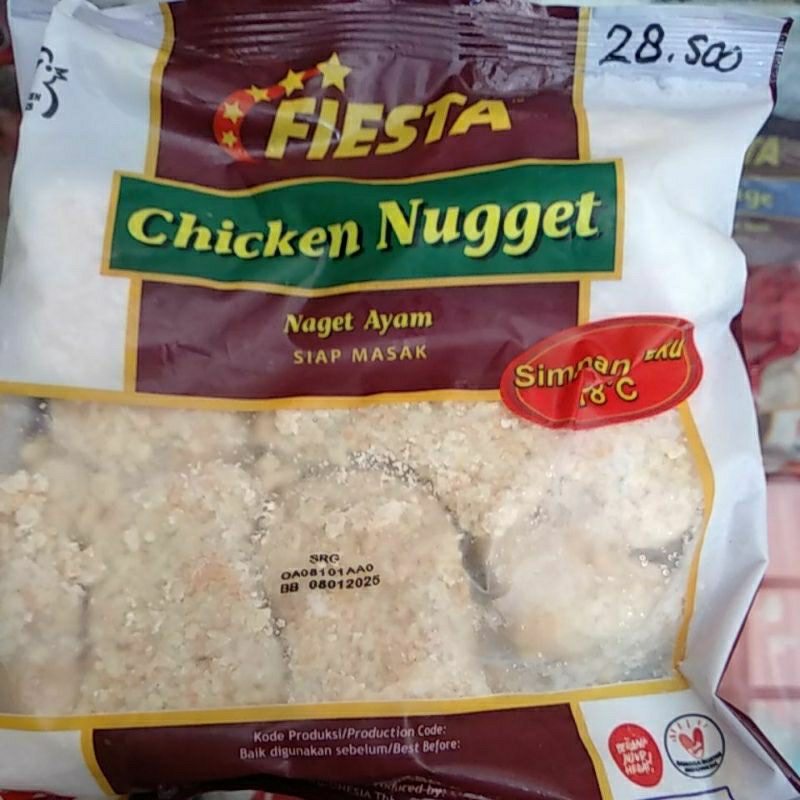 28.500
FIESTA
Chicken Nugget
Naget Ayam
SIAP MASAK
Simpan
18°C
SRG
OA08101AA0
BB 08012025
Kode Produksi/Production Code:
Baik digunakan sebelum/Best Before: